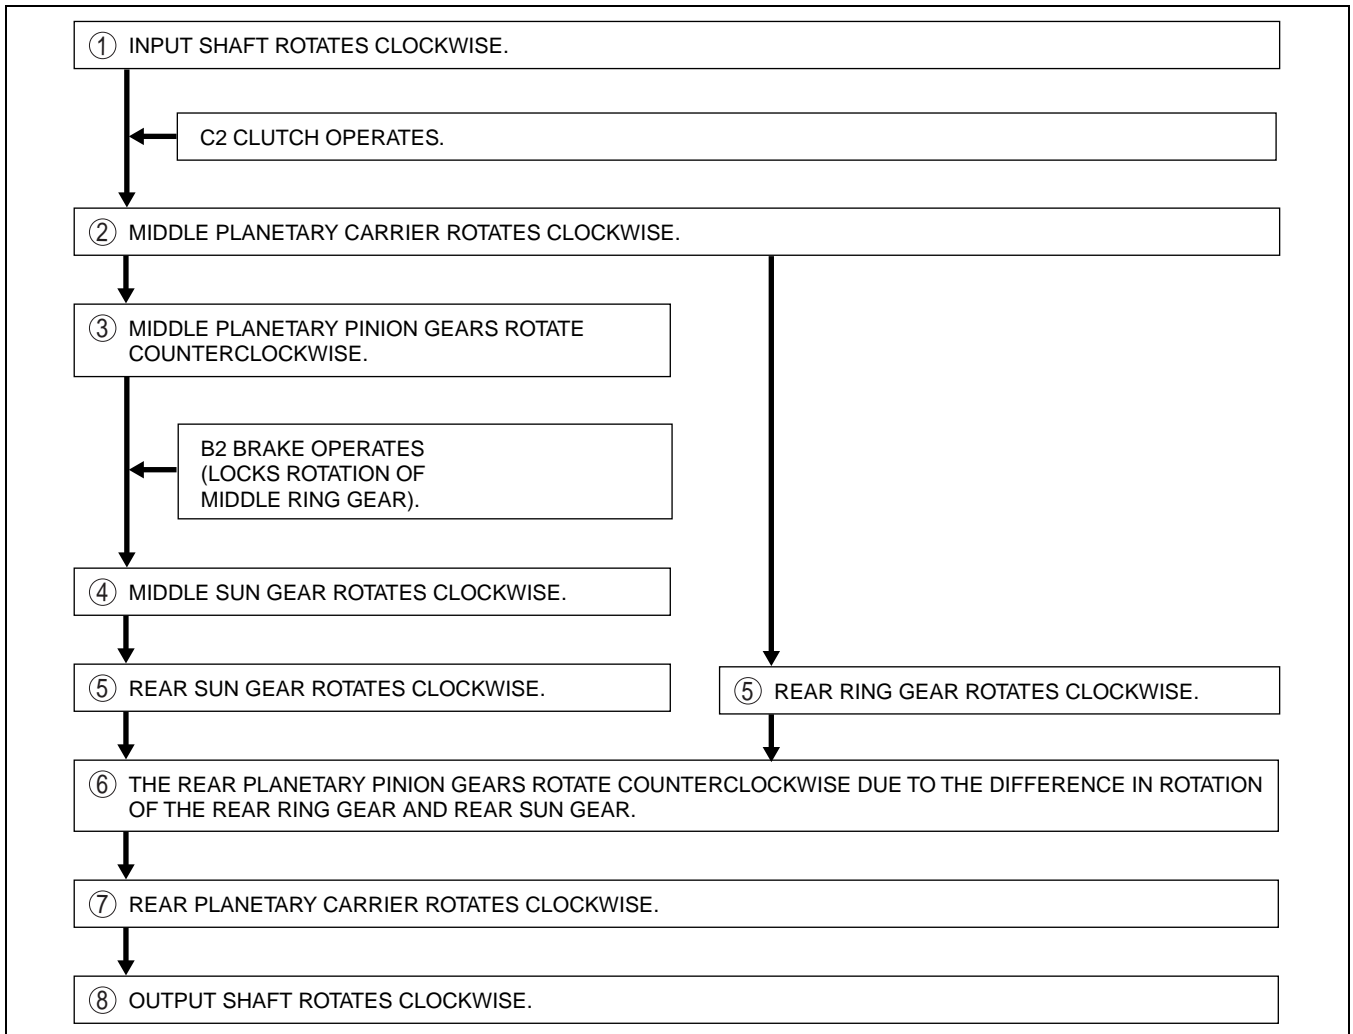 ① INPUT SHAFT ROTATES CLOCKWISE.
C2 CLUTCH OPERATES.
② MIDDLE PLANETARY CARRIER ROTATES CLOCKWISE.
③ MIDDLE PLANETARY PINION GEARS ROTATE
COUNTERCLOCKWISE.
B2 BRAKE OPERATES
(LOCKS ROTATION OF
MIDDLE RING GEAR).
④ MIDDLE SUN GEAR ROTATES CLOCKWISE.
⑤ REAR SUN GEAR ROTATES CLOCKWISE.
⑤ REAR RING GEAR ROTATES CLOCKWISE.
⑥ THE REAR PLANETARY PINION GEARS ROTATE COUNTERCLOCKWISE DUE TO THE DIFFERENCE IN ROTATION
OF THE REAR RING GEAR AND REAR SUN GEAR.
⑦ REAR PLANETARY CARRIER ROTATES CLOCKWISE.
⑧ OUTPUT SHAFT ROTATES CLOCKWISE.